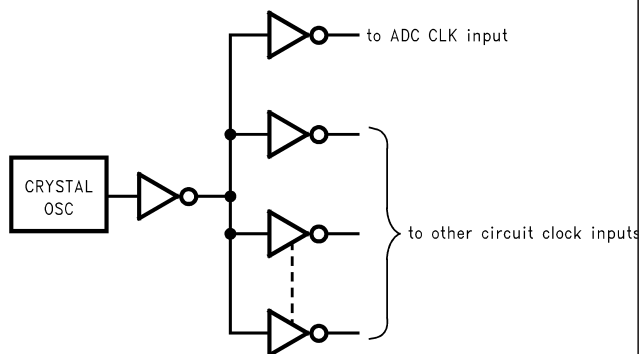 to ADC CLK input
CRYSTAL
OSC
to other circuit clock inputs